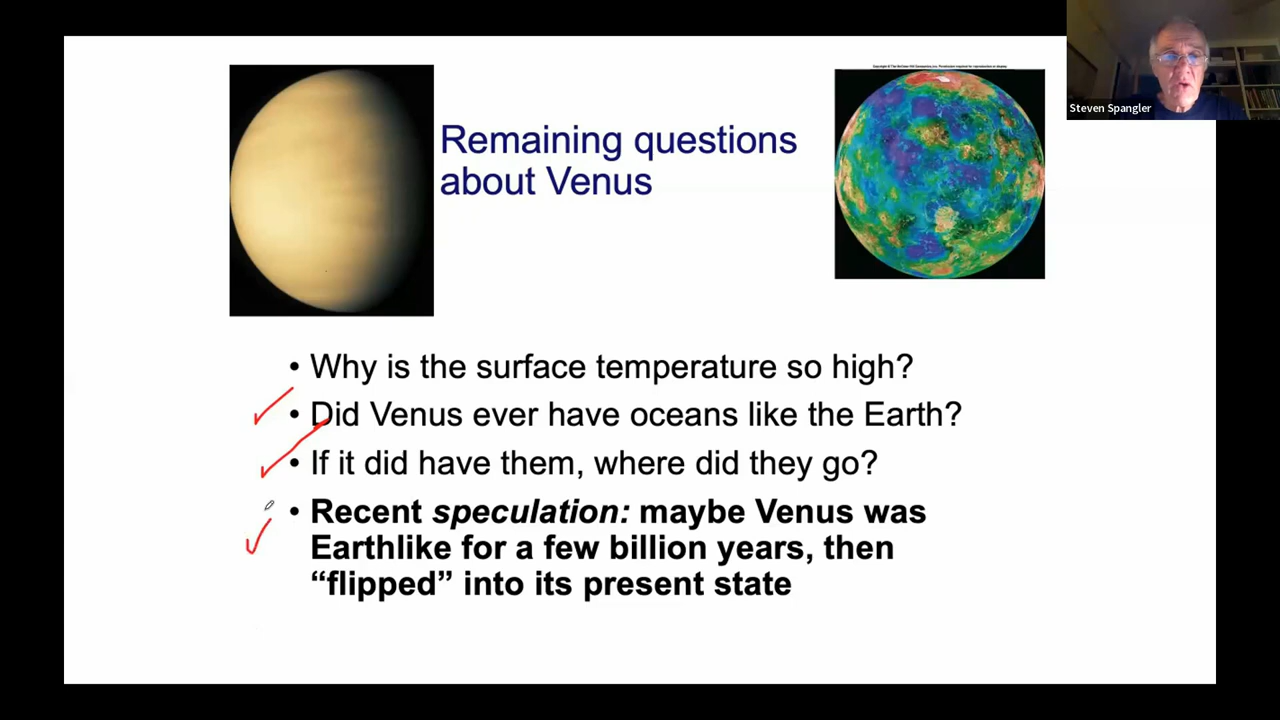 Steven Spangler
Remaining questions
about Venus
• Why is the surface temperature so high?
• Did Venus ever have oceans like the Earth?
• If it did have them, where did they go?
• Recent speculation: maybe Venus was
Earthlike for a few billion years, then
“flipped” into its present state